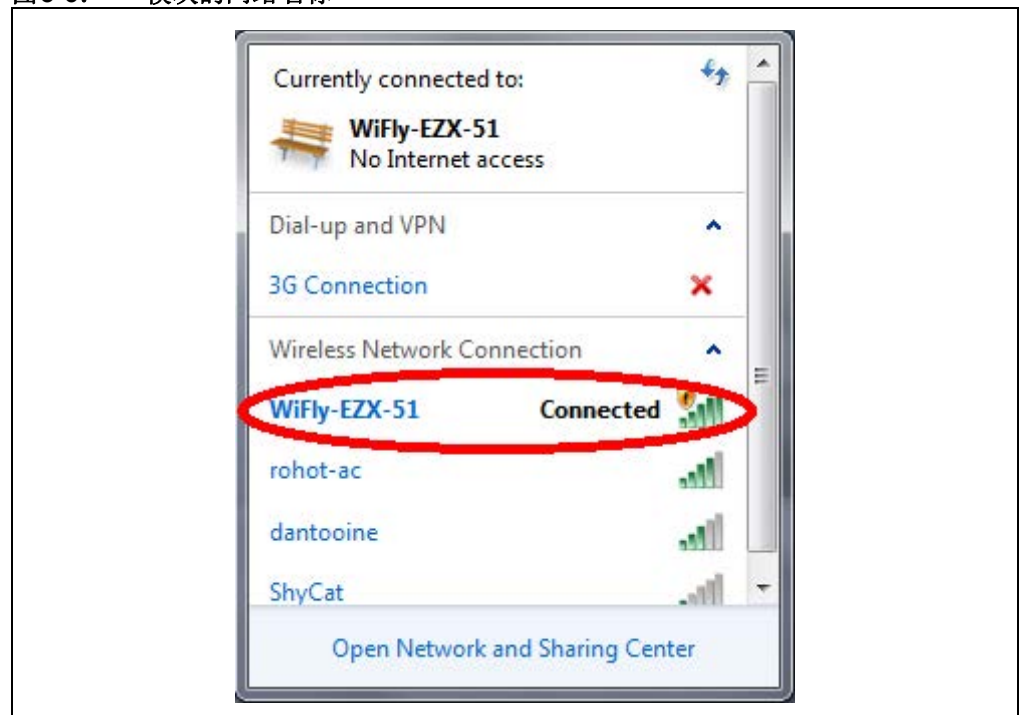 Currently connected to:
WiFly-EZX-51
No Internet access
Dial-up and VPN
3G Connection
Wireless Network Connection
WiFly-EZX-51 Connected
rohot-ac
dantooine
ShyCat
Open Network and Sharing Center